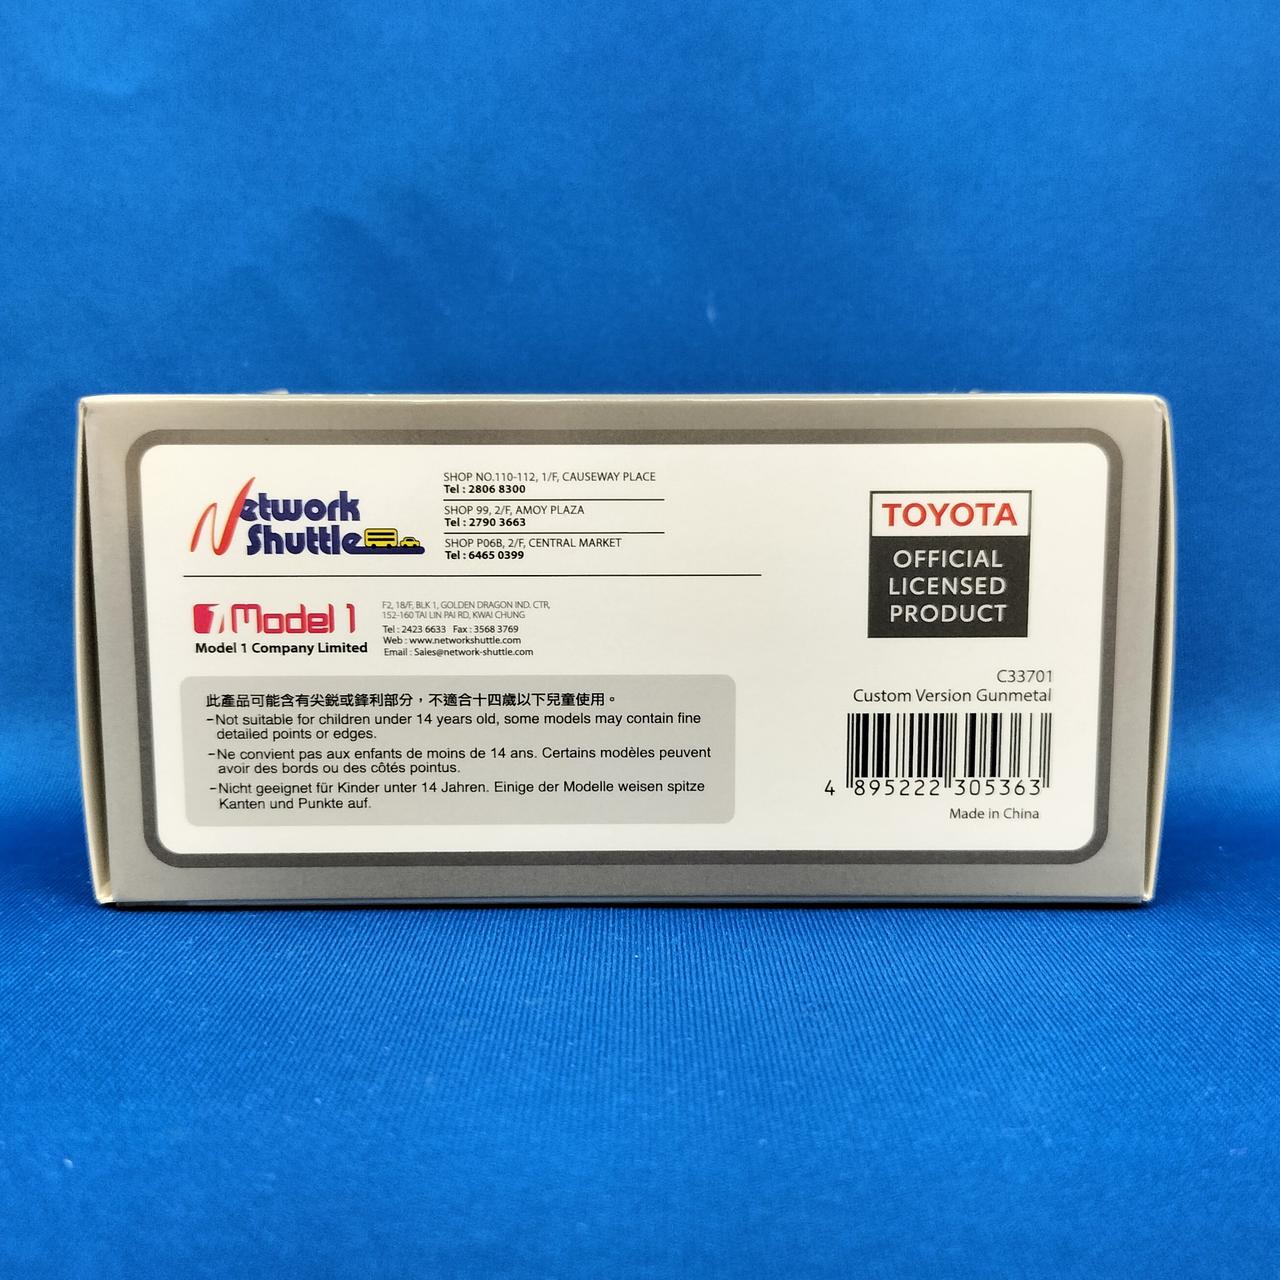 Network
Shuttle
SHOP NO.110-112, 1/F, CAUSEWAY PLACE
Tel : 2806 8300
SHOP 99, 2/F, AMOY PLAZA
Tel : 2790 3663
SHOP P06B, 2/F, CENTRAL MARKET
Tel : 6465 0399
1 Model 1
Model 1 Company Limited
F2, 18/F, BLK 1, GOLDEN DRAGON IND. CTR,
152-160 TAI LIN PAI RD, KWAI CHUNG
Tel : 2423 6633 Fax : 3568 3769
Web : www.networkshuttle.com
Email : Sales@network-shuttle.com
此產品可能含有尖銳或鋒利部分，不適合十四歲以下兒童使用。
-Not suitable for children under 14 years old, some models may contain fine
detailed points or edges.
-Ne convient pas aux enfants de moins de 14 ans. Certains modèles peuvent
avoir des bords ou des côtés pointus.
-Nicht geeignet für Kinder unter 14 Jahren. Einige der Modelle weisen spitze
Kanten und Punkte auf.
TOYOTA
OFFICIAL
LICENSED
PRODUCT
C33701
Custom Version Gunmetal
4 895222 305363
Made in China